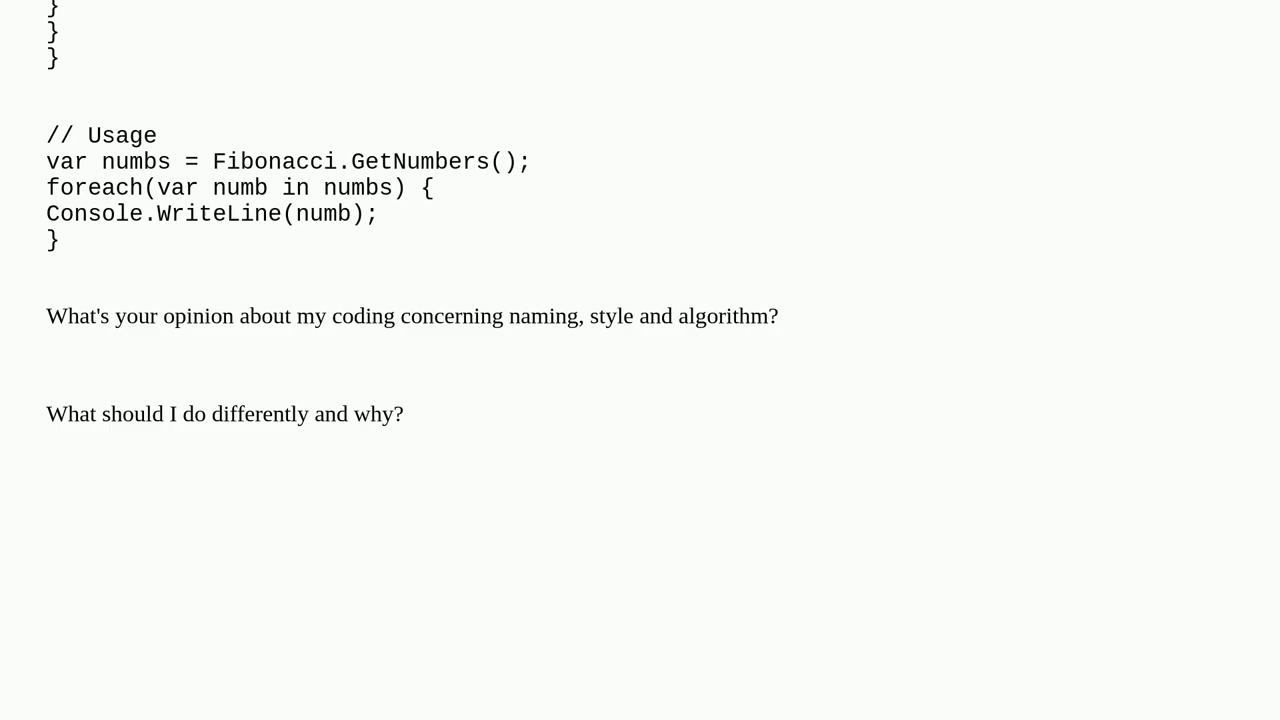 }
}
}
// Usage
var numbs = Fibonacci.GetNumbers();
foreach(var numb in numbs) {
Console.WriteLine(numb);
}
What's your opinion about my coding concerning naming, style and algorithm?
What should I do differently and why?